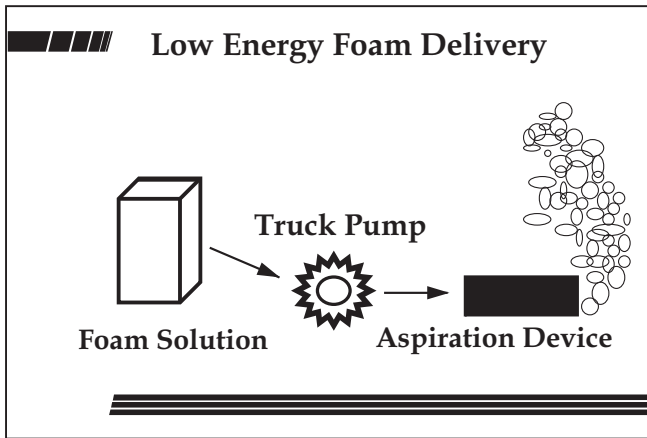 Low Energy Foam Delivery
Truck Pump
Foam Solution
Aspiration Device